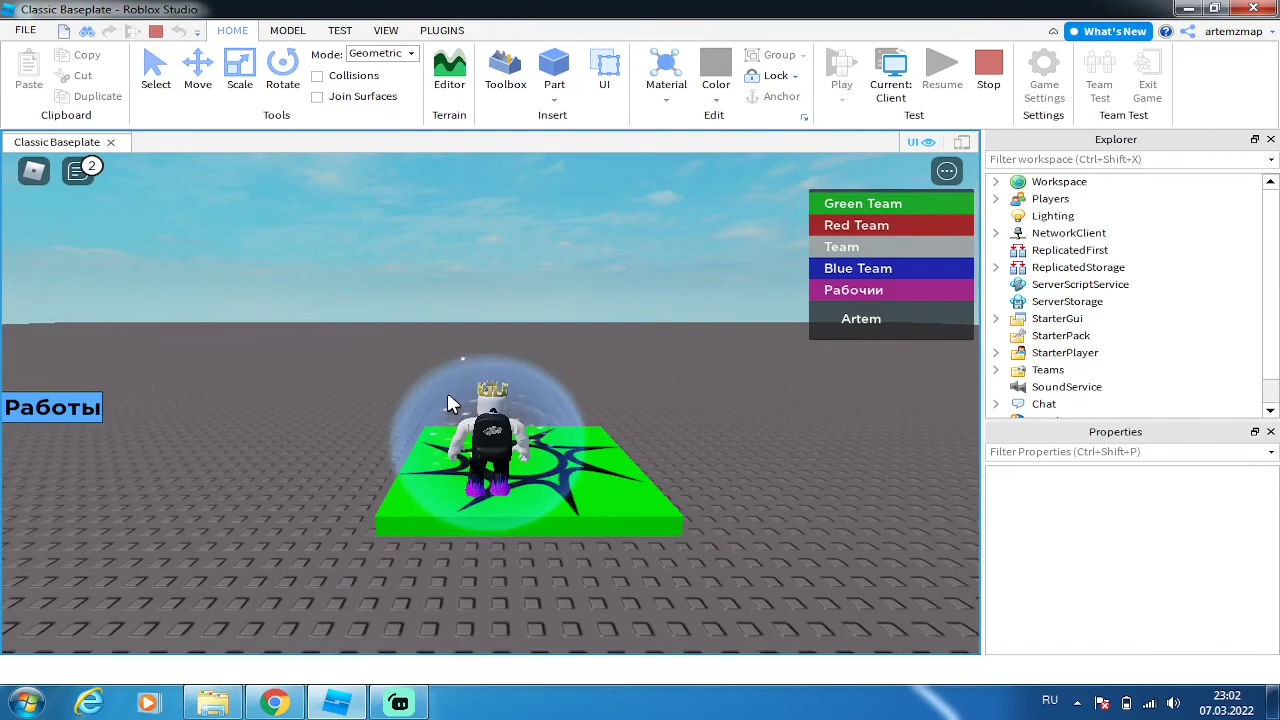 Classic Baseplate - Roblox Studio
FILE
HOME
MODEL
TEST
VIEW
PLUGINS
What's New
artemzmap
Paste
Copy
Cut
Duplicate
Clipboard
Select
Move
Scale
Rotate
Mode: Geometric
Collisions
Join Surfaces
Tools
Editor
Terrain
Toolbox
Part
UI
Insert
Material
Color
Group
Lock
Anchor
Edit
Play
Current:
Client
Resume
Stop
Test
Game
Settings
Settings
Team
Test
Exit
Game
Team Test
Classic Baseplate
UI
2
Green Team
Red Team
Team
Blue Team
Рабочии
Artem
Работы
Explorer
Filter workspace (Ctrl+Shift+X)
Workspace
Players
Lighting
NetworkClient
ReplicatedFirst
ReplicatedStorage
ServerScriptService
ServerStorage
StarterGui
StarterPack
StarterPlayer
Teams
SoundService
Chat
Properties
Filter Properties (Ctrl+Shift+P)
RU
23:02
07.03.2022